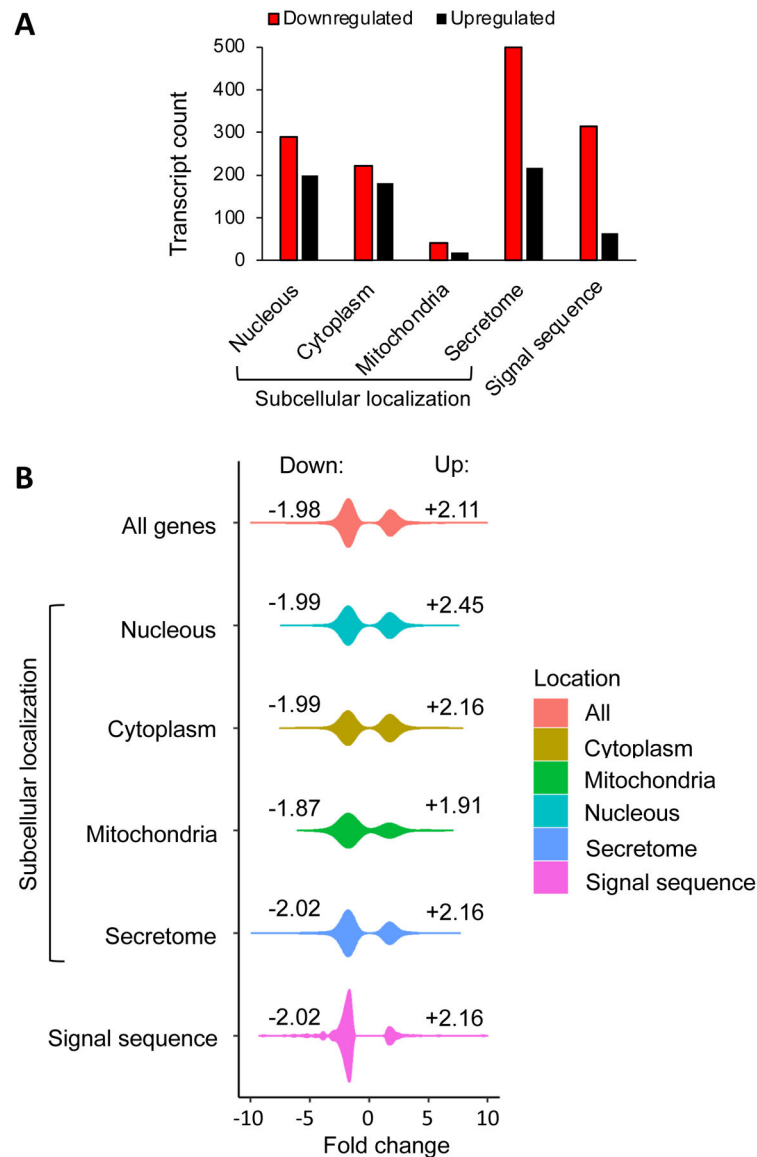 A
Downregulated Upregulated
Transcript count
500
400
300
200
100
0
Nucleous
Cytoplasm
Mitochondria
Secretome
Signal sequence
Subcellular localization
B
Down: Up:
All genes -1.98 +2.11
Nucleous -1.99 +2.45
Cytoplasm -1.99 +2.16
Mitochondria -1.87 +1.91
Secretome -2.02 +2.16
Signal sequence -2.02 +2.16
Subcellular localization
-10 -5 0 5 10
Fold change
Location
All
Cytoplasm
Mitochondria
Nucleous
Secretome
Signal sequence